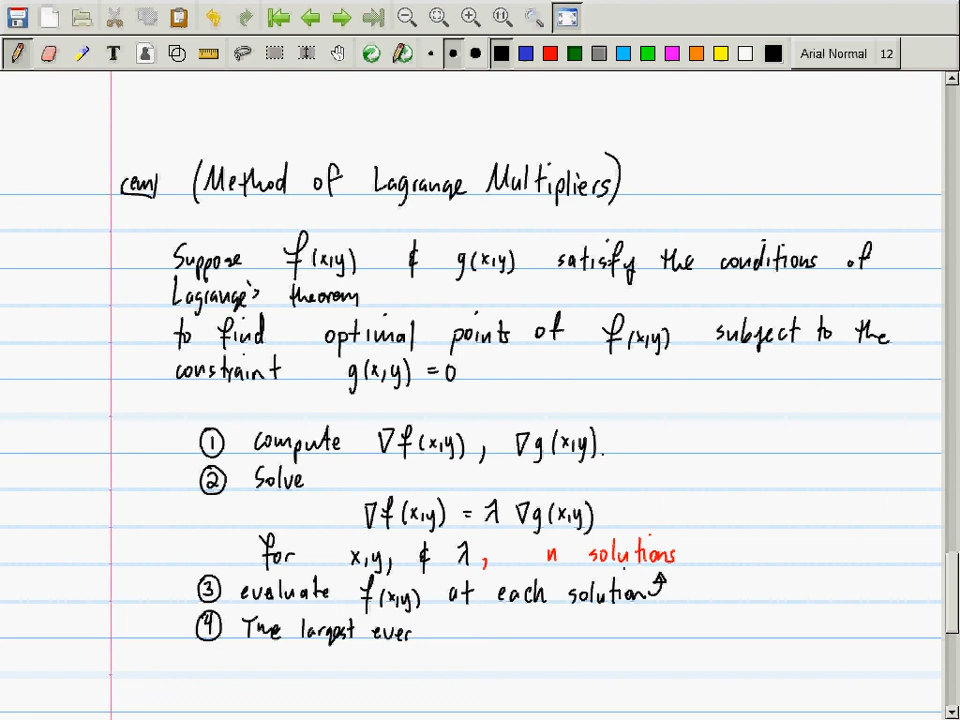 Arial Normal 12
(Method of Lagrange Multipliers)
Suppose f(x,y) & g(x,y) satisfy the conditions of
Lagrange's theorem
to find optimal points of f(x,y) subject to the
constraint g(x,y) = 0
① compute ∇f(x,y), ∇g(x,y).
② Solve
∇f(x,y) = λ ∇g(x,y)
for x,y, & λ, n solutions
③ evaluate f(x,y) at each solution
④ The largest ever